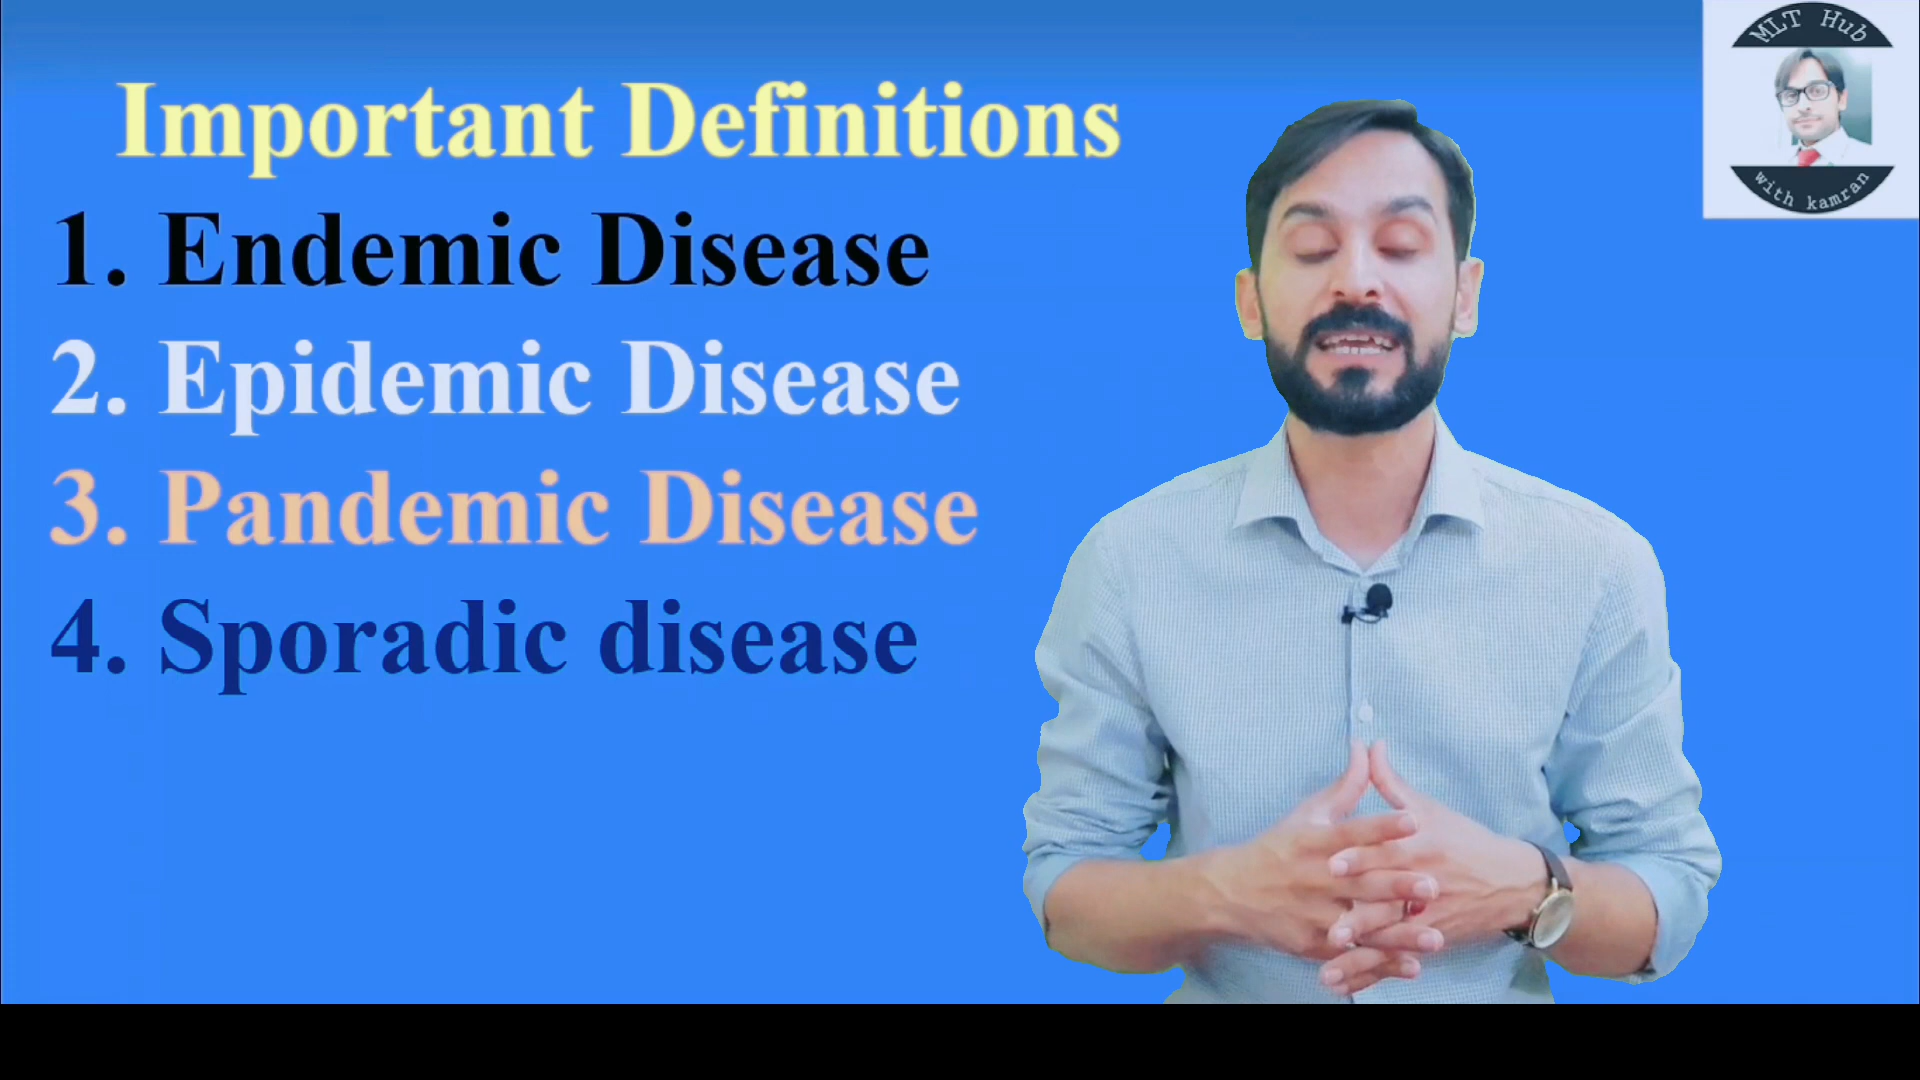 MLT Hub
with kamran
Important Definitions
1. Endemic Disease
2. Epidemic Disease
3. Pandemic Disease
4. Sporadic disease